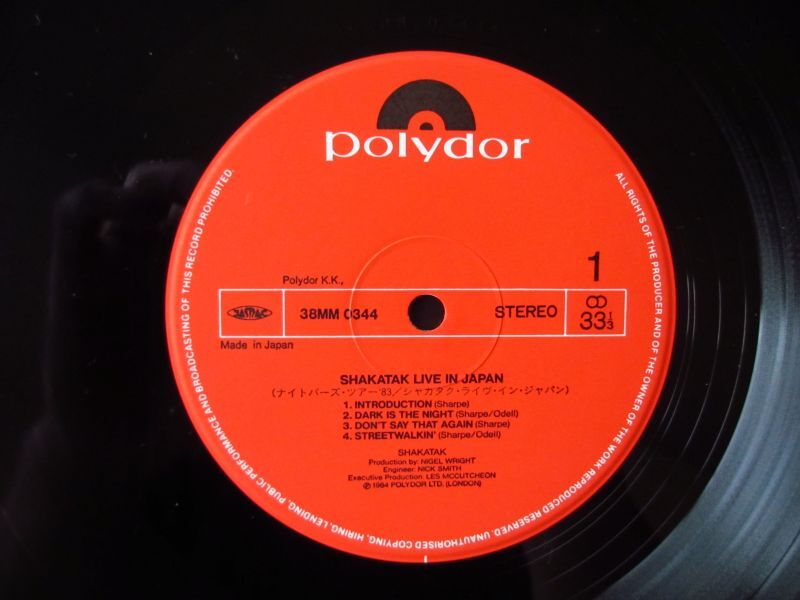 polydor
ALL RIGHTS OF THE PRODUCER AND OF THE OWNER OF THE WORK REPRODUCED RESERVED. UNAUTHORISED COPYING, HIRING, LENDING, PUBLIC PERFORMANCE AND BROADCASTING OF THIS RECORD PROHIBITED.
1
Polydor K.K.,
JASRAC
38MM 0344
STEREO
33 1/3
Made in Japan
SHAKATAK LIVE IN JAPAN
(ナイトバーズ・ツアー'83/シャカタク・ライヴ・イン・ジャパン)
1. INTRODUCTION (Sharpe)
2. DARK IS THE NIGHT (Sharpe/Odell)
3. DON'T SAY THAT AGAIN (Sharpe)
4. STREETWALKIN' (Sharpe/Odell)
SHAKATAK
Production by: NIGEL WRIGHT
Engineer: NICK SMITH
Executive Production: LES MCCUTCHEON
℗ 1984 POLYDOR LTD. (LONDON)